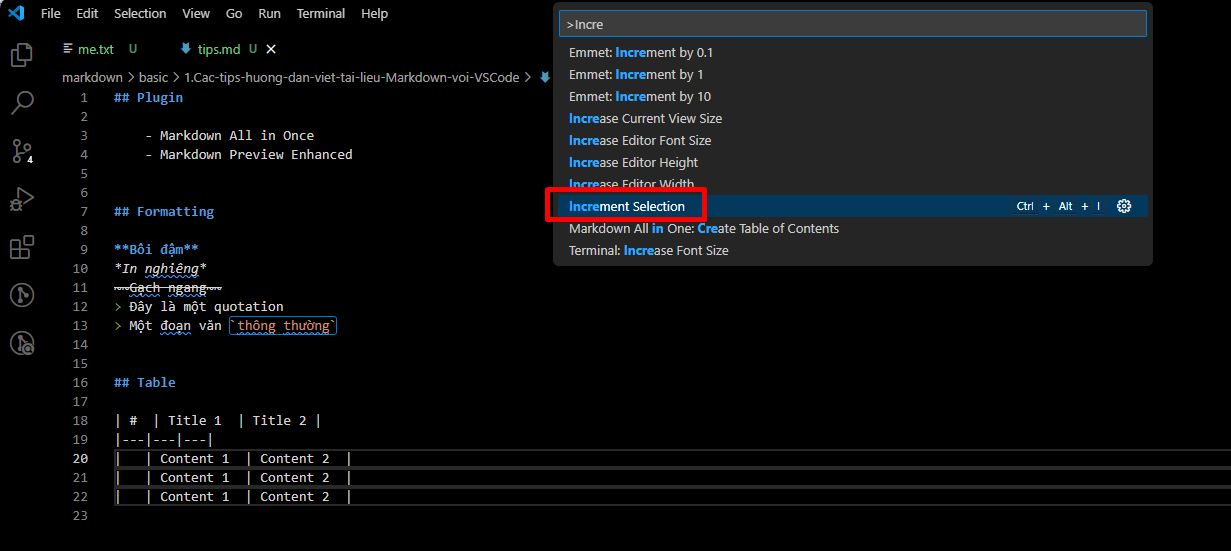 File Edit Selection View Go Run Terminal Help
>Incre
Emmet: Increment by 0.1
Emmet: Increment by 1
Emmet: Increment by 10
Increase Current View Size
Increase Editor Font Size
Increase Editor Height
Increase Editor Width
Increment Selection Ctrl + Alt + I
Markdown All in One: Create Table of Contents
Terminal: Increase Font Size
me.txt U tips.md U
markdown > basic > 1.Cac-tips-huong-dan-viet-tai-lieu-Markdown-voi-VSCode >
4
1 ## Plugin
2
3 - Markdown All in Once
4 - Markdown Preview Enhanced
5
6
7 ## Formatting
8
9 **Bôi đậm**
10 *In nghiêng*
11 ~~Gạch ngang~~
12 > Đây là một quotation
13 > Một đoạn văn `thông thường`
14
15
16 ## Table
17
18 | # | Title 1 | Title 2 |
19 |---|---|---|
20 | | Content 1 | Content 2 |
21 | | Content 1 | Content 2 |
22 | | Content 1 | Content 2 |
23